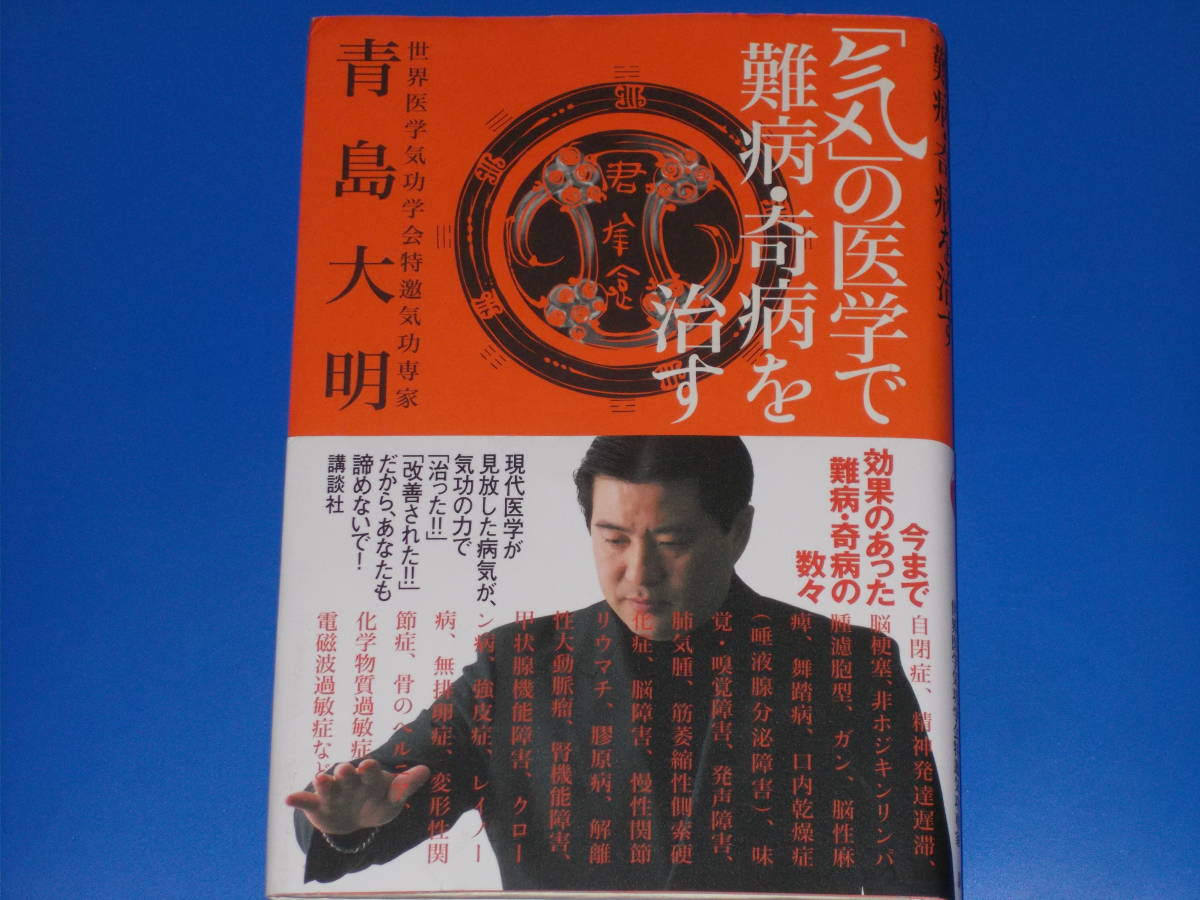 「気」の医学で
難病・奇病を
治す
世界医学気功学会特邀気功専家
青島大明
君
今まで
効果のあった
難病・奇病の
数々
自閉症、精神発達遅滞、
脳梗塞、非ホジキンリンパ
腫濾胞型、ガン、脳性麻
痺、舞踏病、口内乾燥症
（唾液腺分泌障害）、味
覚・嗅覚障害、発声障害、
肺気腫、筋萎縮性側索硬
化症、脳障害、慢性関節
リウマチ、膠原病、解離
性大動脈瘤、腎機能障害、
甲状腺機能障害、クロー
ン病、強皮症、レイノー
病、無排卵症、変形性関
節症、骨のヘル
化学物質過敏症
電磁波過敏症など
現代医学が
見放した病気が、
気功の力で
「治った!!」
「改善された!!」
だから、あなたも
諦めないで！
講談社
難病・奇病を治す